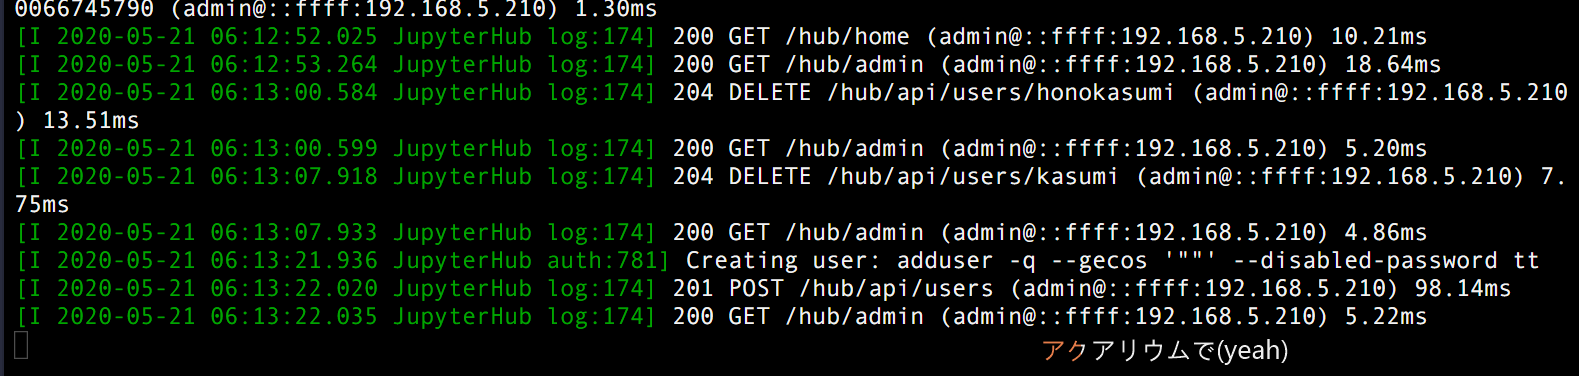 0066745790 (admin@::ffff:192.168.5.210) 1.30ms
[I 2020-05-21 06:12:52.025 JupyterHub log:174] 200 GET /hub/home (admin@::ffff:192.168.5.210) 10.21ms
[I 2020-05-21 06:12:53.264 JupyterHub log:174] 200 GET /hub/admin (admin@::ffff:192.168.5.210) 18.64ms
[I 2020-05-21 06:13:00.584 JupyterHub log:174] 204 DELETE /hub/api/users/honokasumi (admin@::ffff:192.168.5.210
) 13.51ms
[I 2020-05-21 06:13:00.599 JupyterHub log:174] 200 GET /hub/admin (admin@::ffff:192.168.5.210) 5.20ms
[I 2020-05-21 06:13:07.918 JupyterHub log:174] 204 DELETE /hub/api/users/kasumi (admin@::ffff:192.168.5.210) 7.
75ms
[I 2020-05-21 06:13:07.933 JupyterHub log:174] 200 GET /hub/admin (admin@::ffff:192.168.5.210) 4.86ms
[I 2020-05-21 06:13:21.936 JupyterHub auth:781] Creating user: adduser -q --gecos '""' --disabled-password tt
[I 2020-05-21 06:13:22.020 JupyterHub log:174] 201 POST /hub/api/users (admin@::ffff:192.168.5.210) 98.14ms
[I 2020-05-21 06:13:22.035 JupyterHub log:174] 200 GET /hub/admin (admin@::ffff:192.168.5.210) 5.22ms
アクアリウムで(yeah)